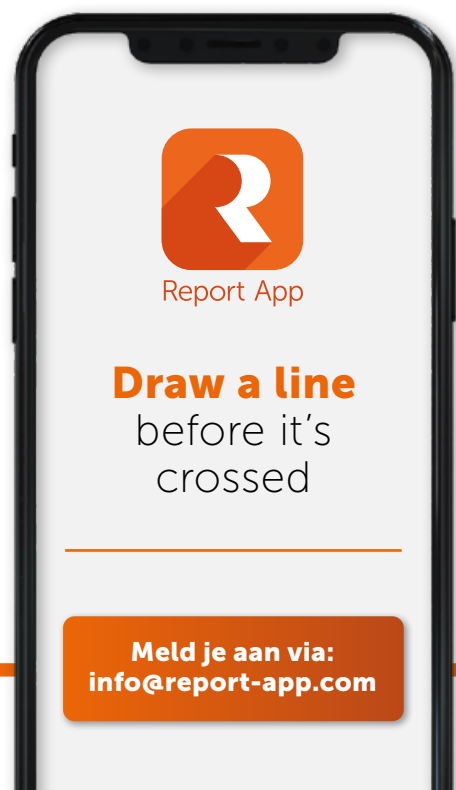 Report App
Draw a line
before it's
crossed
Meld je aan via:
info@report-app.com